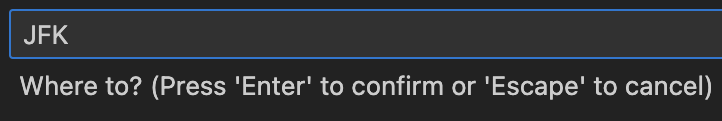 JFK
Where to? (Press 'Enter' to confirm or 'Escape' to cancel)